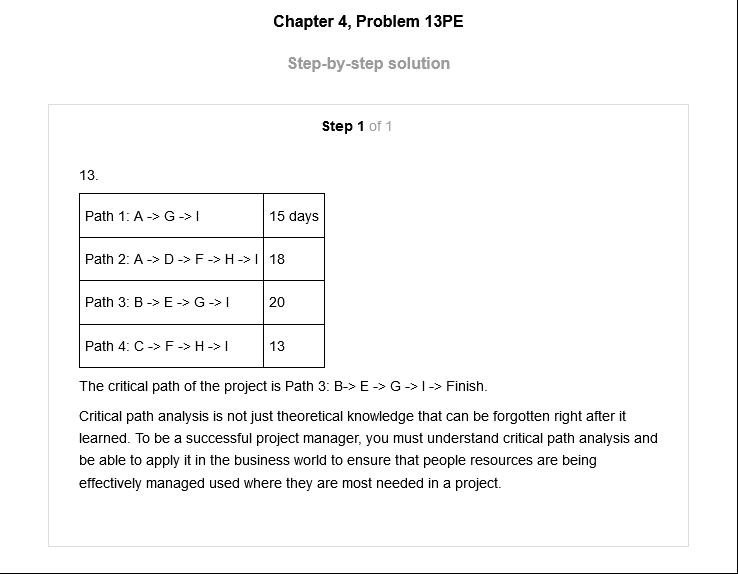 Chapter 4, Problem 13PE
Step-by-step solution
Step 1 of 1
13.
Path 1: A -> G -> I 15 days
Path 2: A -> D -> F -> H -> I 18
Path 3: B -> E -> G -> I 20
Path 4: C -> F -> H -> I 13
The critical path of the project is Path 3: B-> E -> G -> I -> Finish.
Critical path analysis is not just theoretical knowledge that can be forgotten right after it
learned. To be a successful project manager, you must understand critical path analysis and
be able to apply it in the business world to ensure that people resources are being
effectively managed used where they are most needed in a project.